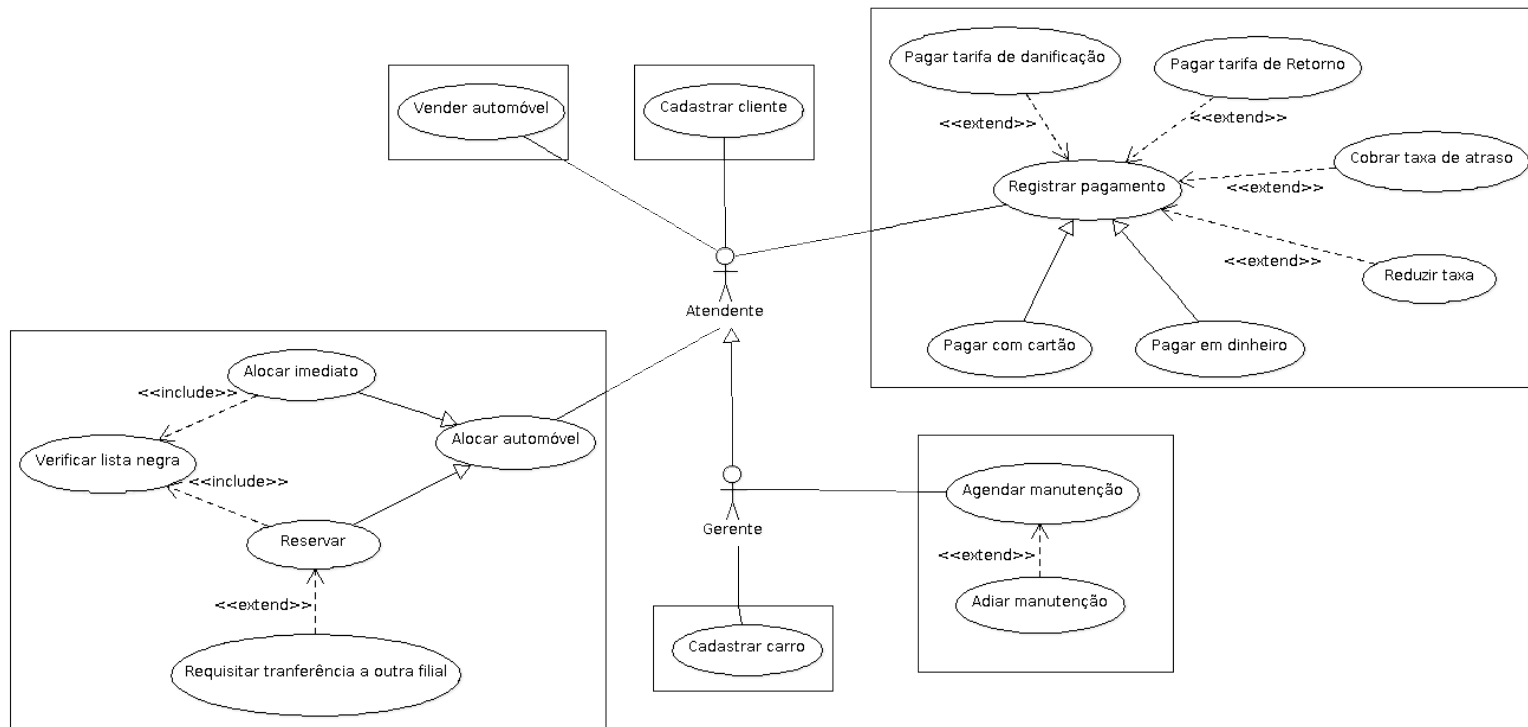 Pagar tarifa de danificação
Pagar tarifa de Retorno
Vender automóvel
Cadastrar cliente
<<extend>>
<<extend>>
Cobrar taxa de atraso
Registrar pagamento
<<extend>>
<<extend>>
Reduzir taxa
Atendente
Pagar com cartão
Pagar em dinheiro
Alocar imediato
<<include>>
Alocar automóvel
Verificar lista negra
<<include>>
Agendar manutenção
Gerente
Reservar
<<extend>>
<<extend>>
Adiar manutenção
Cadastrar carro
Requisitar tranferência a outra filial